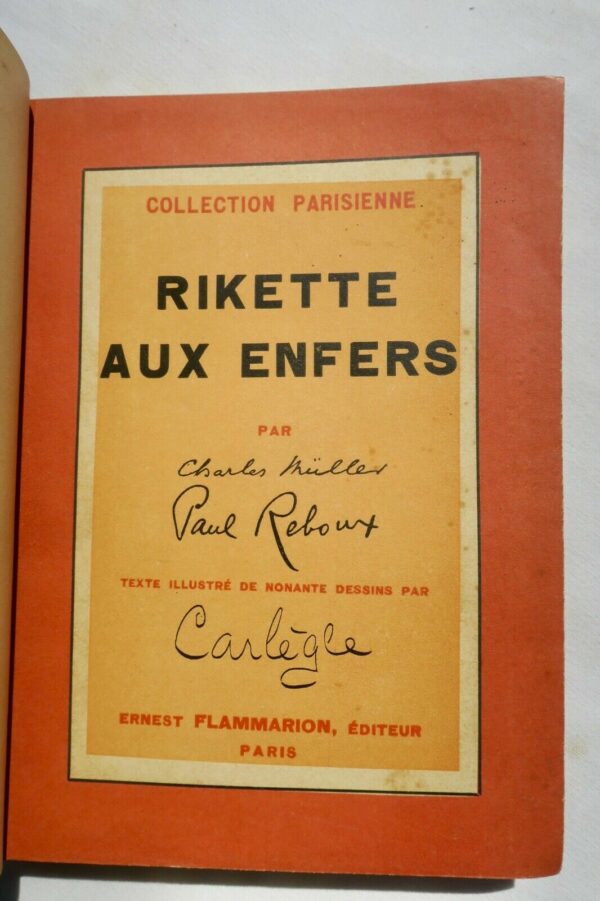 COLLECTION PARISIENNE
RIKETTE
AUX ENFERS
PAR
Charles Müller
Paul Reboux
TEXTE ILLUSTRÉ DE NONANTE DESSINS PAR
Carlègle
ERNEST FLAMMARION, ÉDITEUR
PARIS